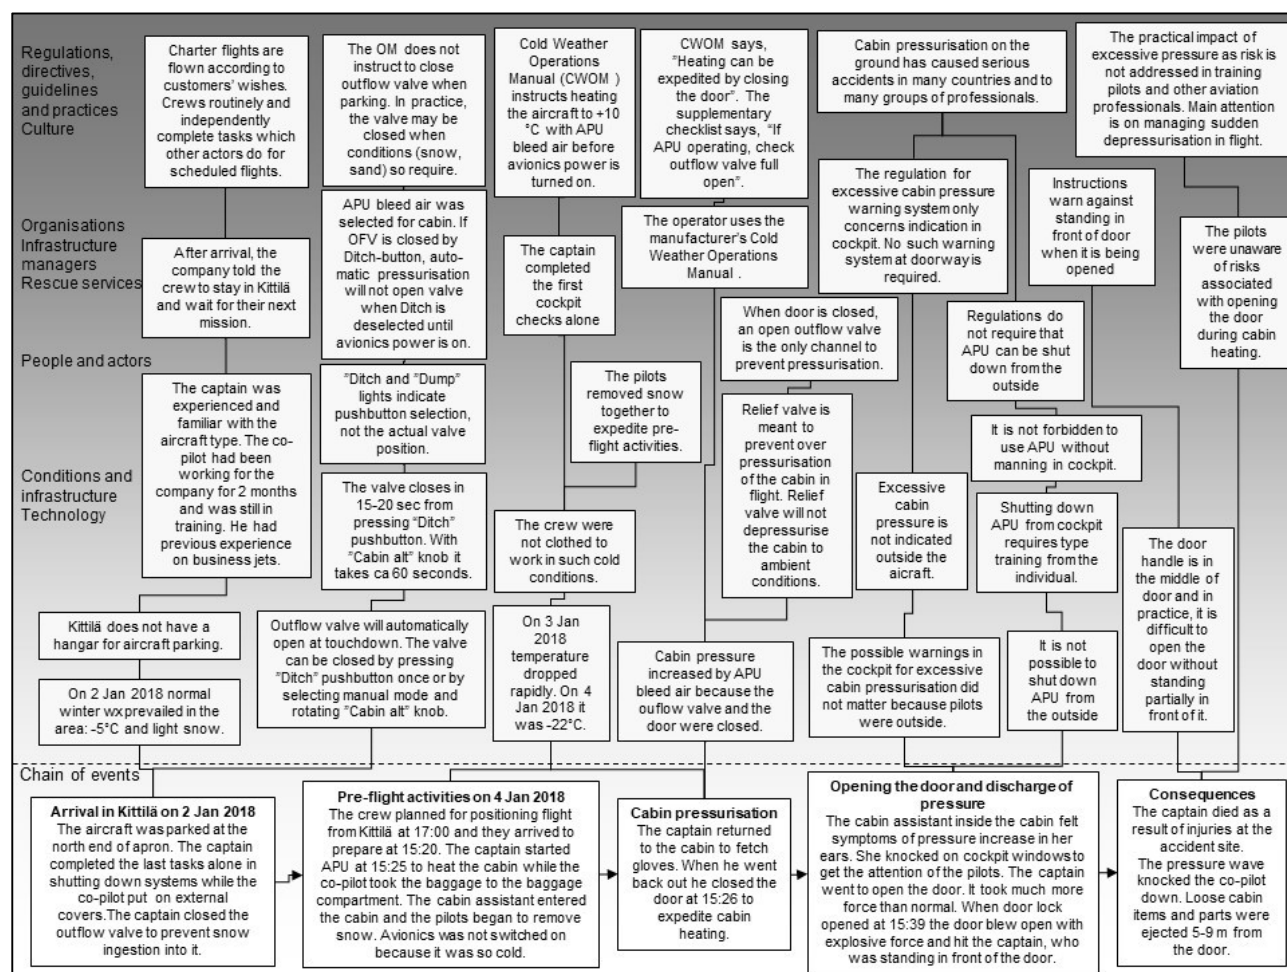 Regulations,
directives,
guidelines
and practices
Culture
Organisations
Infrastructure
managers
Rescue services
People and actors
Conditions and
infrastructure
Technology
Charter flights are
flown according to
customers' wishes.
Crews routinely and
independently
complete tasks which
other actors do for
scheduled flights.
After arrival, the
company told the
crew to stay in Kittilä
and wait for their next
mission.
The captain was
experienced and
familiar with the
aircraft type. The co-
pilot had been
working for the
company for 2 months
and was still in
training. He had
previous experience
on business jets.
Kittilä does not have a
hangar for aircraft parking.
On 2 Jan 2018 normal
winter wx prevailed in the
area: -5°C and light snow.
The OM does not
instruct to close
outflow valve when
parking. In practice,
the valve may be
closed when
conditions (snow,
sand) so require.
APU bleed air was
selected for cabin. If
OFV is closed by
Ditch-button, auto-
matic pressurisation
will not open valve
when Ditch is
deselected until
avionics power is on.
"Ditch and "Dump"
lights indicate
pushbutton selection,
not the actual valve
position.
The valve closes in
15-20 sec from
pressing "Ditch"
pushbutton. With
"Cabin alt" knob it
takes ca 60 seconds.
Outflow valve will automatically
open at touchdown. The valve
can be closed by pressing
"Ditch" pushbutton once or by
selecting manual mode and
rotating "Cabin alt" knob.
Cold Weather
Operations
Manual (CWOM )
instructs heating
the aircraft to +10
°C with APU
bleed air before
avionics power is
turned on.
The captain
completed
the first
cockpit
checks alone
The pilots
removed snow
together to
expedite pre-
flight activities.
The crew were
not clothed to
work in such cold
conditions.
On 3 Jan
2018
temperature
dropped
rapidly. On 4
Jan 2018 it
was -22°C.
CWOM says,
"Heating can be
expedited by closing
the door". The
supplementary
checklist says, "If
APU operating, check
outflow valve full
open".
The operator uses the
manufacturer's Cold
Weather Operations
Manual .
When door is closed,
an open outflow valve
is the only channel to
prevent pressurisation.
Relief valve is
meant to
prevent over
pressurisation
of the cabin in
flight. Relief
valve will not
depressurise
the cabin to
ambient
conditions.
Cabin pressure
increased by APU
bleed air because the
ouflow valve and the
door were closed.
Cabin pressurisation on the
ground has caused serious
accidents in many countries and to
many groups of professionals.
The regulation for
excessive cabin pressure
warning system only
concerns indication in
cockpit. No such warning
system at doorway is
required.
Excessive
cabin
pressure is
not indicated
outside the
aicraft.
The possible warnings in
the cockpit for excessive
cabin pressurisation did
not matter because pilots
were outside.
Regulations do
not require that
APU can be shut
down from the
outside
It is not forbidden to
use APU without
manning in cockpit.
Shutting down
APU from cockpit
requires type
training from the
individual.
It is not
possible to
shut down
APU from
the outside
Instructions
warn against
standing in
front of door
when it is being
opened
The door
handle is in
the middle of
door and in
practice, it is
difficult to
open the
door without
standing
partially in
front of it.
The practical impact of
excessive pressure as risk is
not addressed in training
pilots and other aviation
professionals. Main attention
is on managing sudden
depressurisation in flight.
The pilots
were unaware
of risks
associated
with opening
the door
during cabin
heating.
Chain of events
Arrival in Kittilä on 2 Jan 2018
The aircraft was parked at the
north end of apron. The captain
completed the last tasks alone in
shutting down systems while the
co-pilot put on external
covers.The captain closed the
outflow valve to prevent snow
ingestion into it.
Pre-flight activities on 4 Jan 2018
The crew planned for positioning flight
from Kittilä at 17:00 and they arrived to
prepare at 15:20. The captain started
APU at 15:25 to heat the cabin while the
co-pilot took the baggage to the baggage
compartment. The cabin assistant entered
the cabin and the pilots began to remove
snow. Avionics was not switched on
because it was so cold.
Cabin pressurisation
The captain returned
to the cabin to fetch
gloves. When he went
back out he closed the
door at 15:26 to
expedite cabin
heating.
Opening the door and discharge of
pressure
The cabin assistant inside the cabin felt
symptoms of pressure increase in her
ears. She knocked on cockpit windows to
get the attention of the pilots. The captain
went to open the door. It took much more
force than normal. When door lock
opened at 15:39 the door blew open with
explosive force and hit the captain, who
was standing in front of the door.
Consequences
The captain died as a
result of injuries at the
accident site.
The pressure wave
knocked the co-pilot
down. Loose cabin
items and parts were
ejected 5-9 m from
the door.